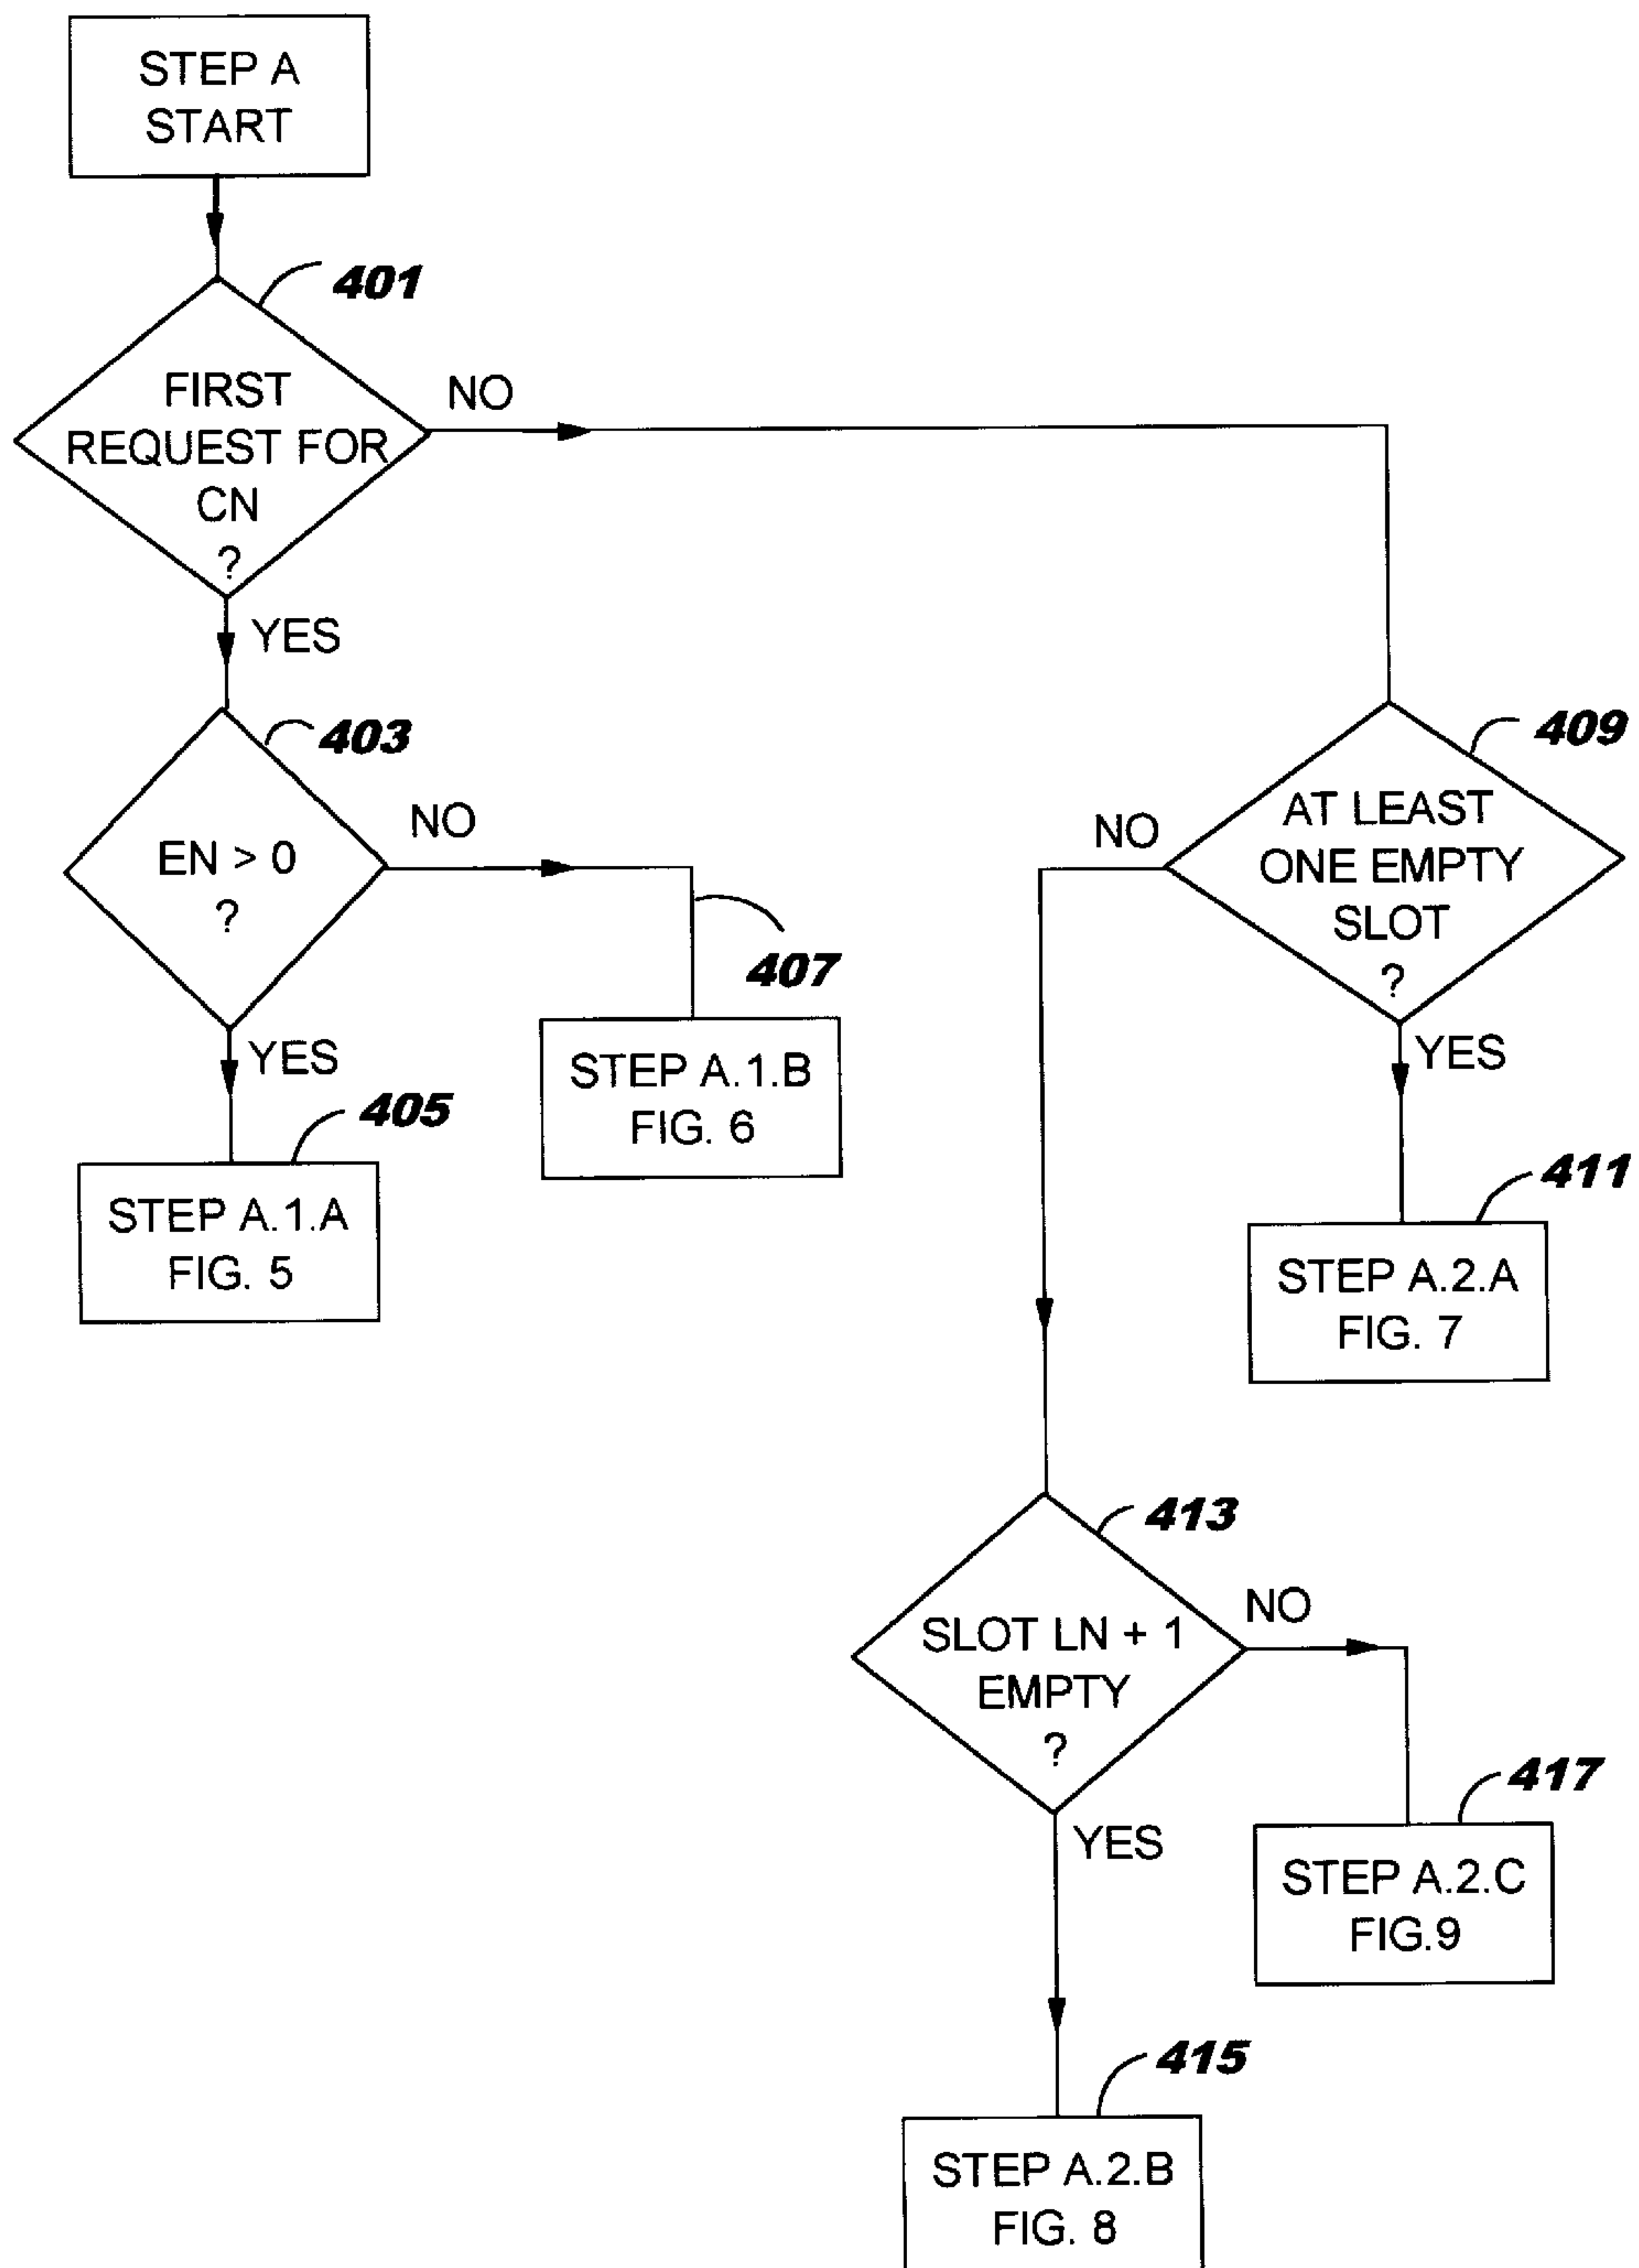 STEP A
START
401
FIRST
REQUEST FOR
CN
?
NO
YES
403
EN > 0
?
NO
407
YES
STEP A.1.B
FIG. 6
405
STEP A.1.A
FIG. 5
409
AT LEAST
ONE EMPTY
SLOT
?
NO
YES
411
STEP A.2.A
FIG. 7
413
SLOT LN + 1
EMPTY
?
NO
YES
417
STEP A.2.C
FIG.9
415
STEP A.2.B
FIG. 8